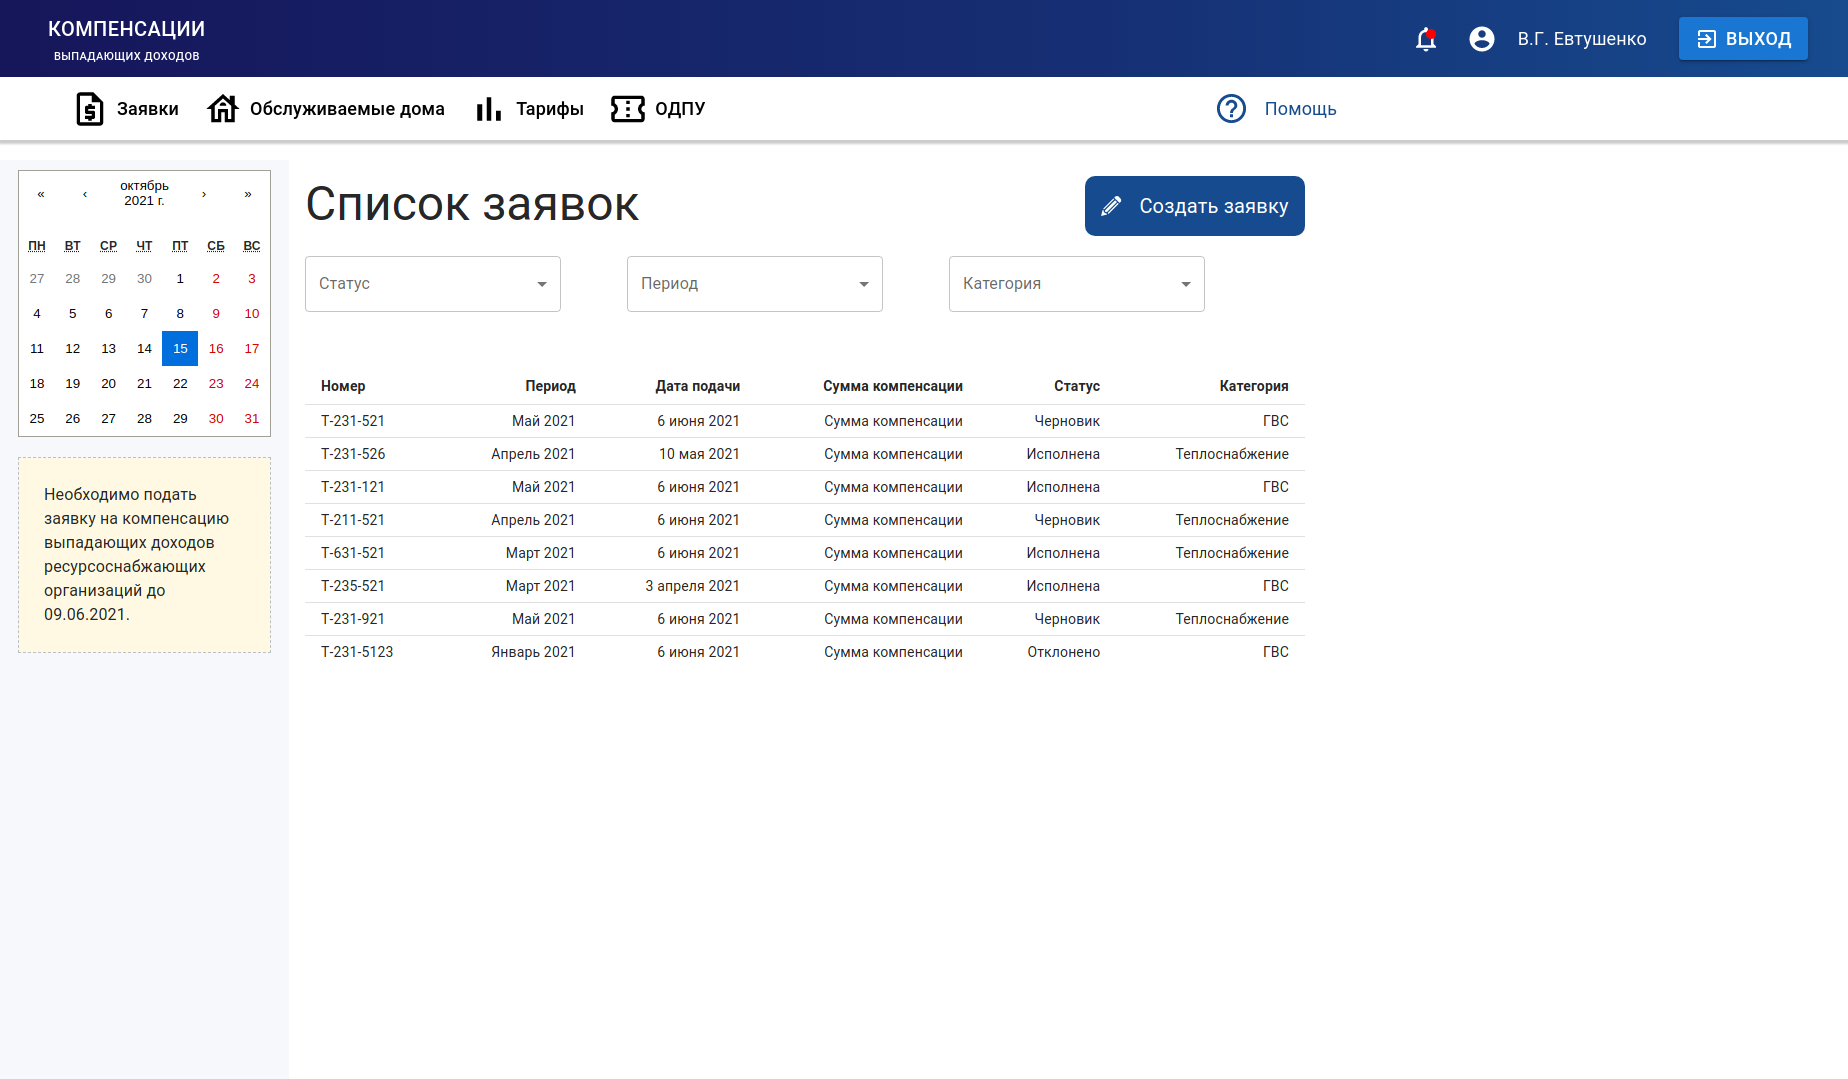 КОМПЕНСАЦИИ
ВЫПАДАЮЩИХ ДОХОДОВ
В.Г. Евтушенко
ВЫХОД
Заявки
Обслуживаемые дома
Тарифы
ОДПУ
Помощь
« ‹ октябрь › »
2021 г.
ПН ВТ СР ЧТ ПТ СБ ВС
27 28 29 30 1 2 3
4 5 6 7 8 9 10
11 12 13 14 15 16 17
18 19 20 21 22 23 24
25 26 27 28 29 30 31
Необходимо подать
заявку на компенсацию
выпадающих доходов
ресурсоснабжающих
организаций до
09.06.2021.
Список заявок
Создать заявку
Статус
Период
Категория
Номер Период Дата подачи Сумма компенсации Статус Категория
Т-231-521 Май 2021 6 июня 2021 Сумма компенсации Черновик ГВС
Т-231-526 Апрель 2021 10 мая 2021 Сумма компенсации Исполнена Теплоснабжение
Т-231-121 Май 2021 6 июня 2021 Сумма компенсации Исполнена ГВС
Т-211-521 Апрель 2021 6 июня 2021 Сумма компенсации Черновик Теплоснабжение
Т-631-521 Март 2021 6 июня 2021 Сумма компенсации Исполнена Теплоснабжение
Т-235-521 Март 2021 3 апреля 2021 Сумма компенсации Исполнена ГВС
Т-231-921 Май 2021 6 июня 2021 Сумма компенсации Черновик Теплоснабжение
Т-231-5123 Январь 2021 6 июня 2021 Сумма компенсации Отклонено ГВС